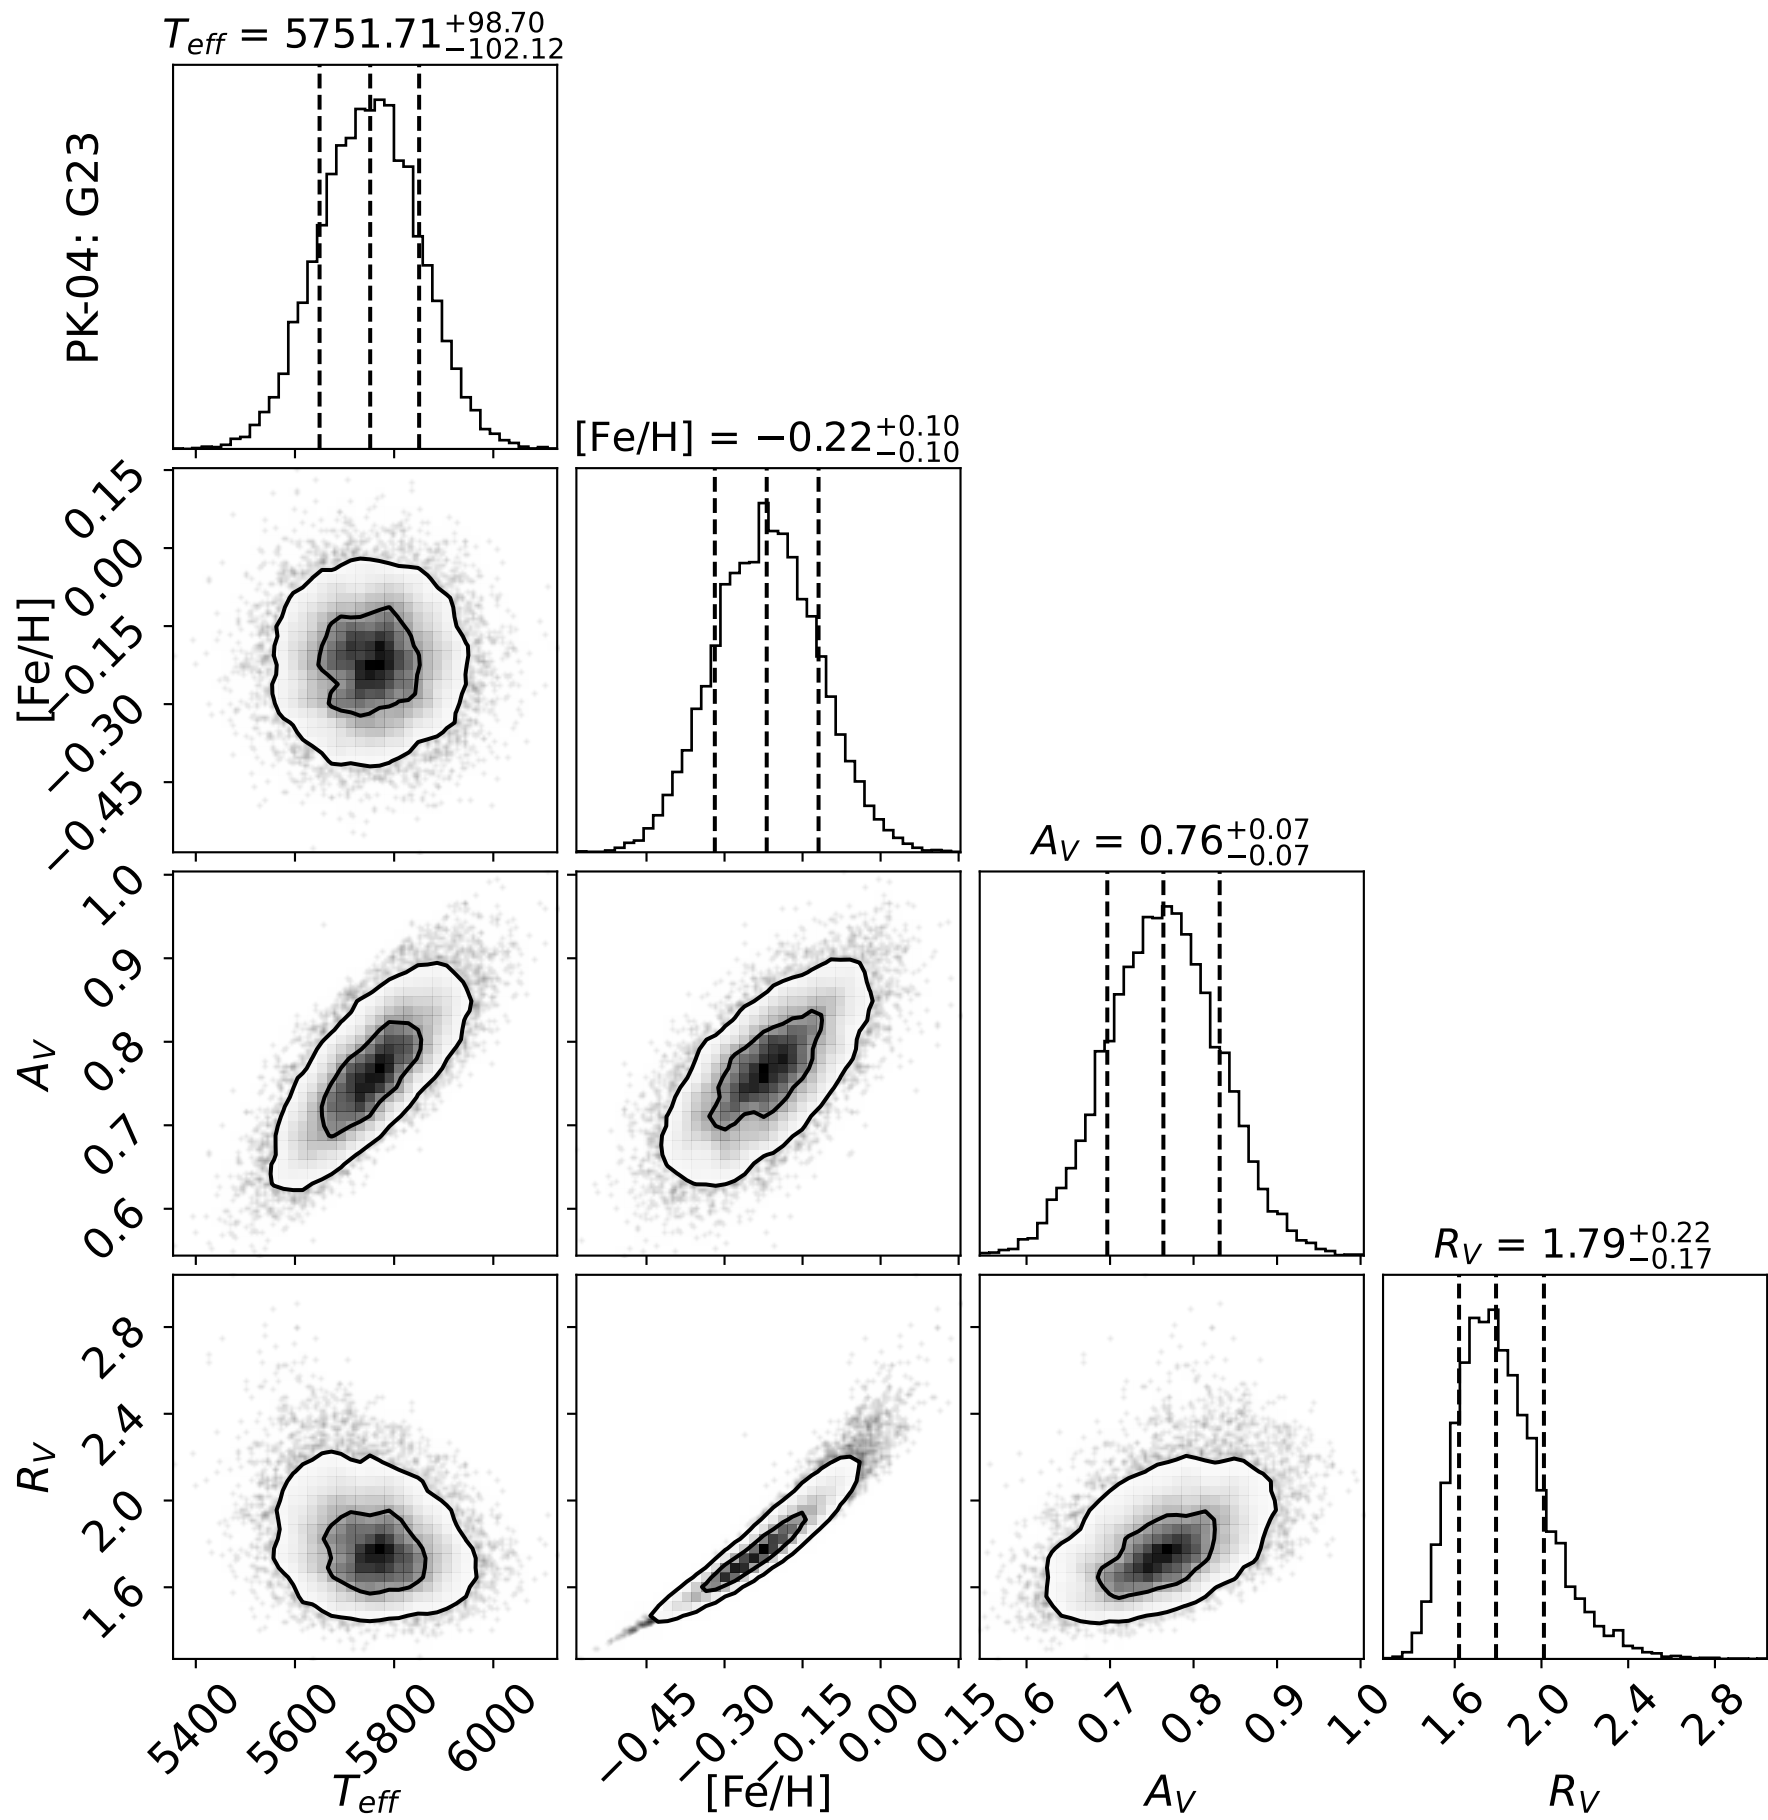 T_eff = 5751.71 +98.70 −102.12
PK-04: G23
[Fe/H] = −0.22 +0.10 −0.10
0.15
0.00
−0.15
−0.30
−0.45
[Fe/H]
A_V = 0.76 +0.07 −0.07
1.0
0.9
0.8
0.7
0.6
A_V
R_V = 1.79 +0.22 −0.17
2.8
2.4
2.0
1.6
R_V
5400 5600 5800 6000
−0.45 −0.30 −0.15 0.00 0.15
0.6 0.7 0.8 0.9 1.0
1.6 2.0 2.4 2.8
T_eff [Fe/H] A_V R_V